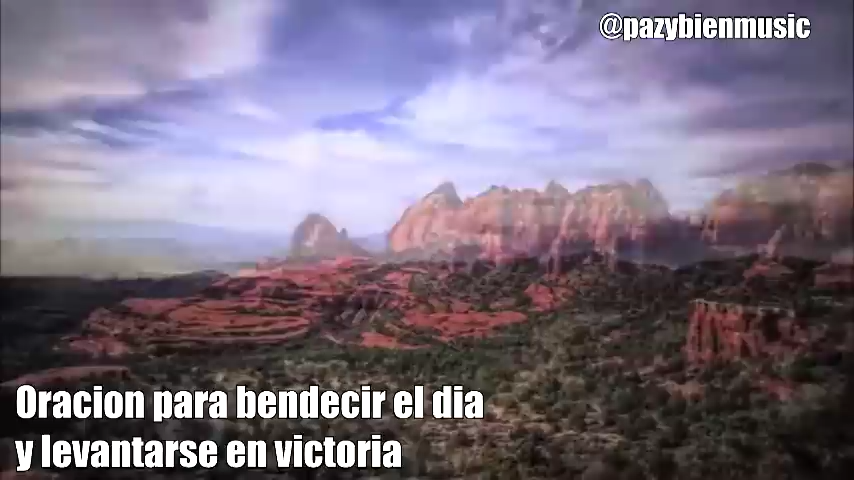 @pazybienmusic
Oracion para bendecir el dia
y levantarse en victoria